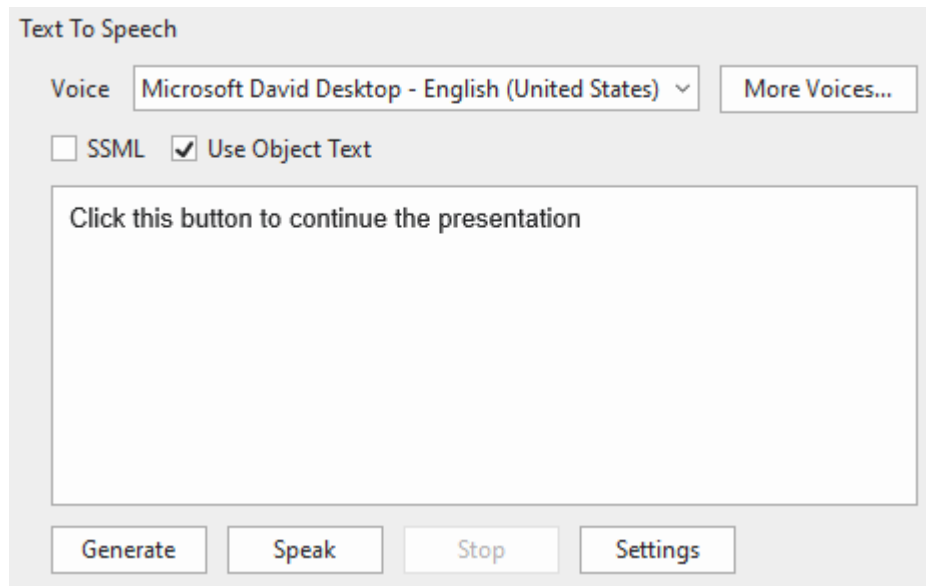 Text To Speech
Voice Microsoft David Desktop - English (United States) More Voices...
SSML Use Object Text
Click this button to continue the presentation
Generate Speak Stop Settings